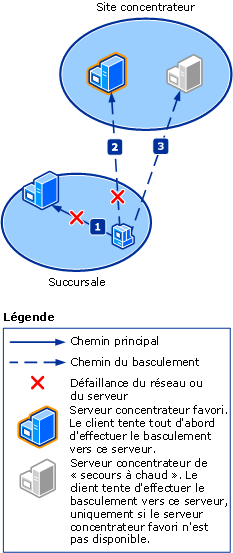 Site concentrateur
2
3
1
Succursale
Légende
Chemin principal
Chemin du basculement
Défaillance du réseau ou
du serveur
Serveur concentrateur favori.
Le client tente tout d'abord
d'effectuer le basculement
vers ce serveur.
Serveur concentrateur de
« secours à chaud ». Le
client tente d'effectuer le
basculement vers ce serveur,
uniquement si le serveur
concentrateur favori n'est
pas disponible.